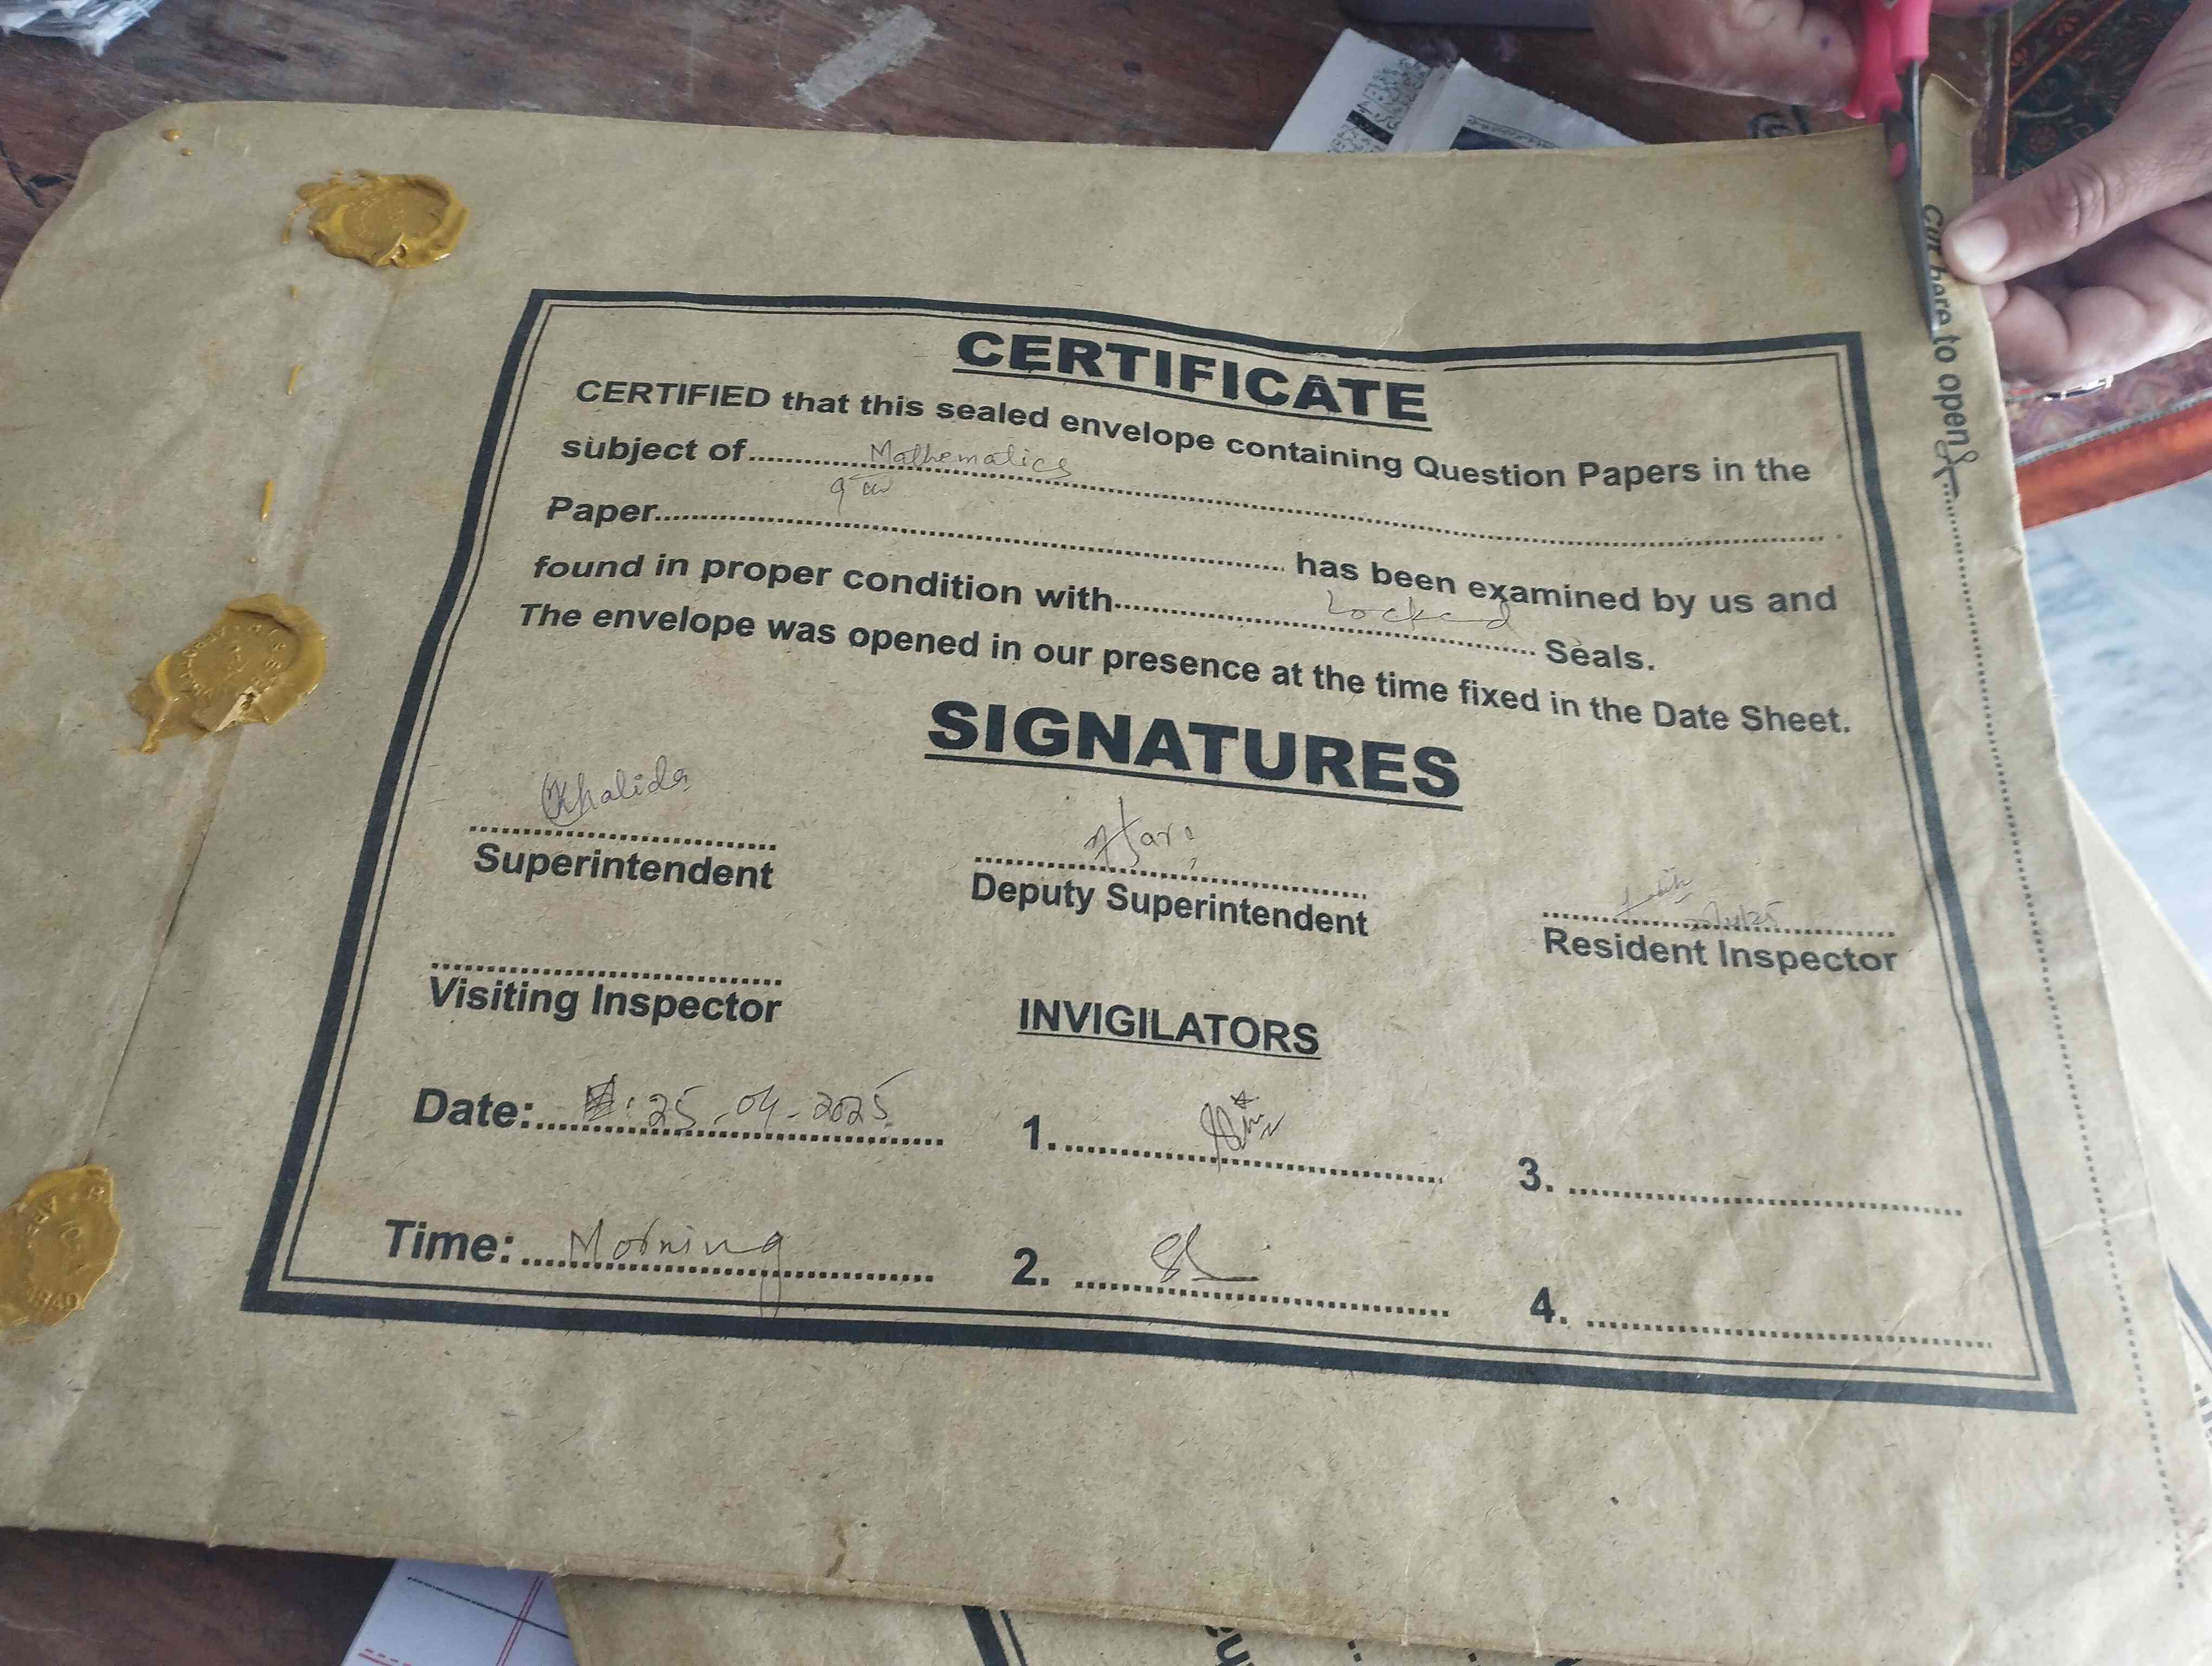 CERTIFICATE
CERTIFIED that this sealed envelope containing Question Papers in the
subject of Mathematics
Paper 9th has been examined by us and
found in proper condition with Locked Seals.
The envelope was opened in our presence at the time fixed in the Date Sheet.
SIGNATURES
Khalida
Superintendent
Deputy Superintendent
Resident Inspector
Visiting Inspector
INVIGILATORS
Date: 25-04-2025
1.
3.
Time: Morning
2.
4.
Cut here to open